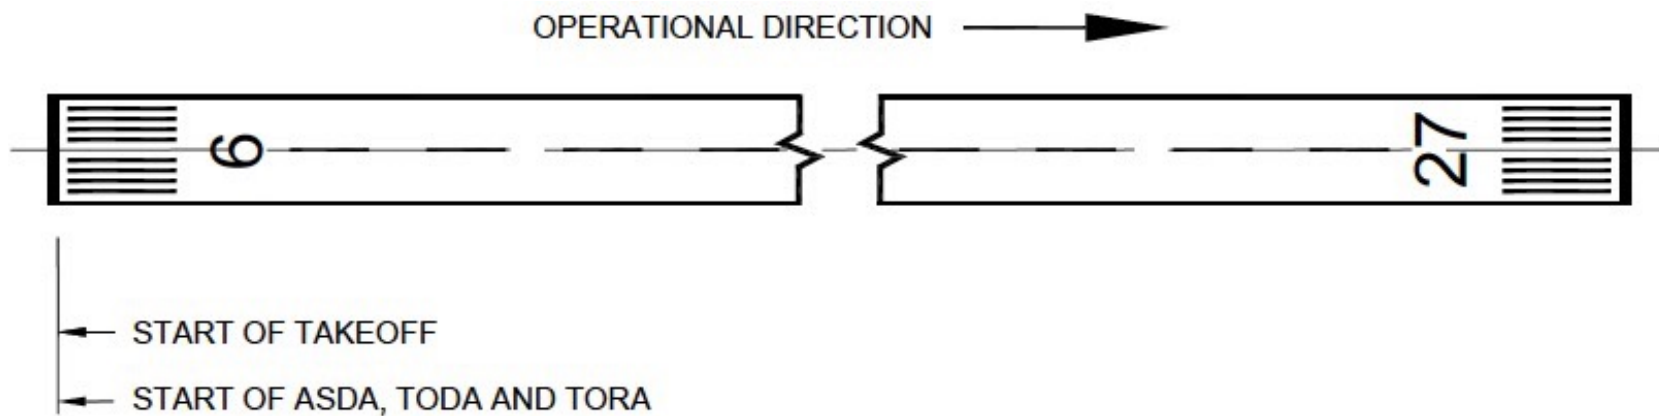 OPERATIONAL DIRECTION
9
27
START OF TAKEOFF
START OF ASDA, TODA AND TORA